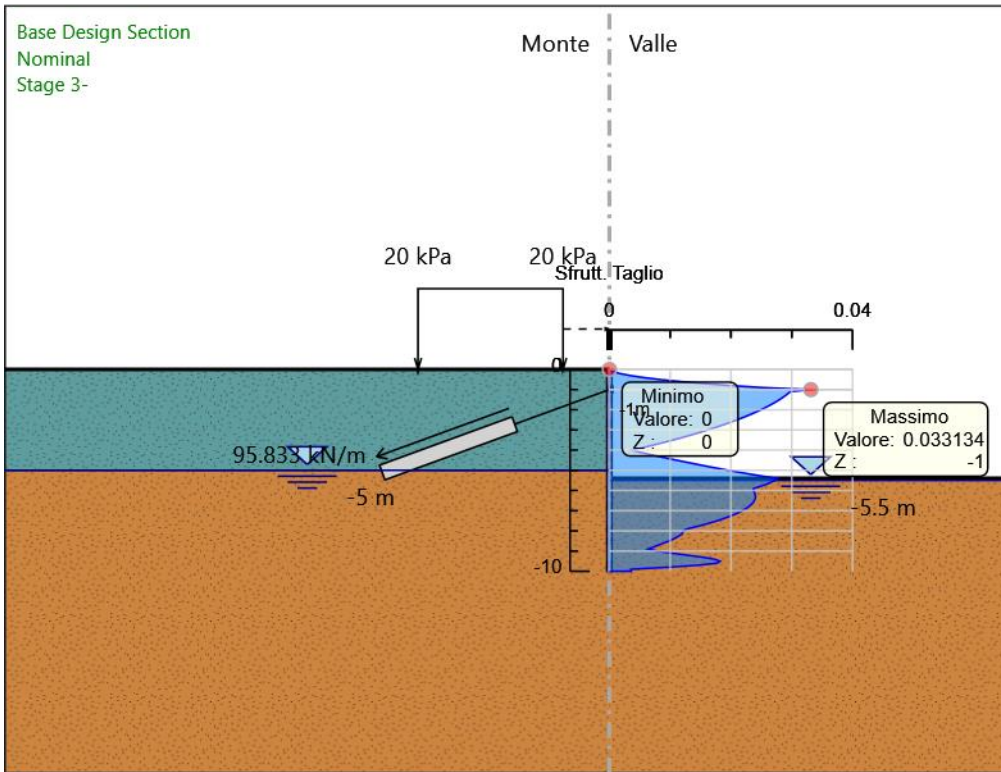 Base Design Section
Nominal
Stage 3-
Monte
Valle
20 kPa
20 kPa
Sfrutt. Taglio
0
0.04
0
-1m
Minimo
Valore: 0
Z : 0
Massimo
Valore: 0.033134
Z : -1
95.833 kN/m
-5 m
-5.5 m
-10